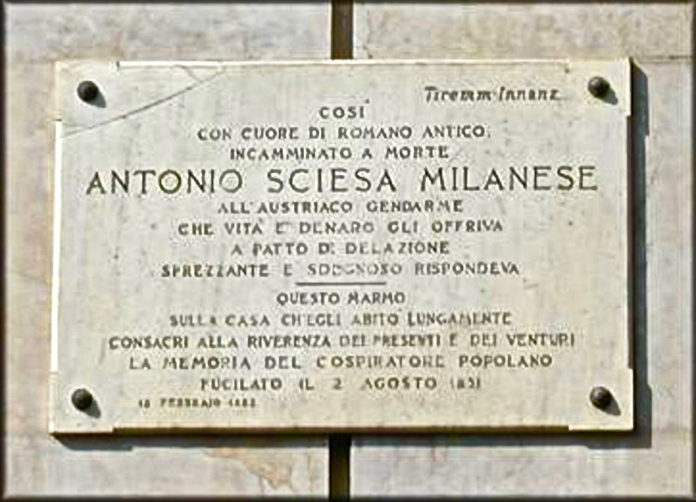 Tiremm-Innanz
COSÌ
CON CUORE DI ROMANO ANTICO,
INCAMMINATO A MORTE
ANTONIO SCIESA MILANESE
ALL'AUSTRIACO GENDARME
CHE VITA E DENARO GLI OFFRIVA
A PATTO DI DELAZIONE
SPREZZANTE E SDEGNOSO RISPONDEVA
QUESTO MARMO
SULLA CASA CH'EGLI ABITÒ LUNGAMENTE
CONSACRI ALLA RIVERENZA DEI PRESENTI E DEI VENTURI
LA MEMORIA DEL COSPIRATORE POPOLANO
FUCILATO IL 2 AGOSTO 1851
FEBBRAIO